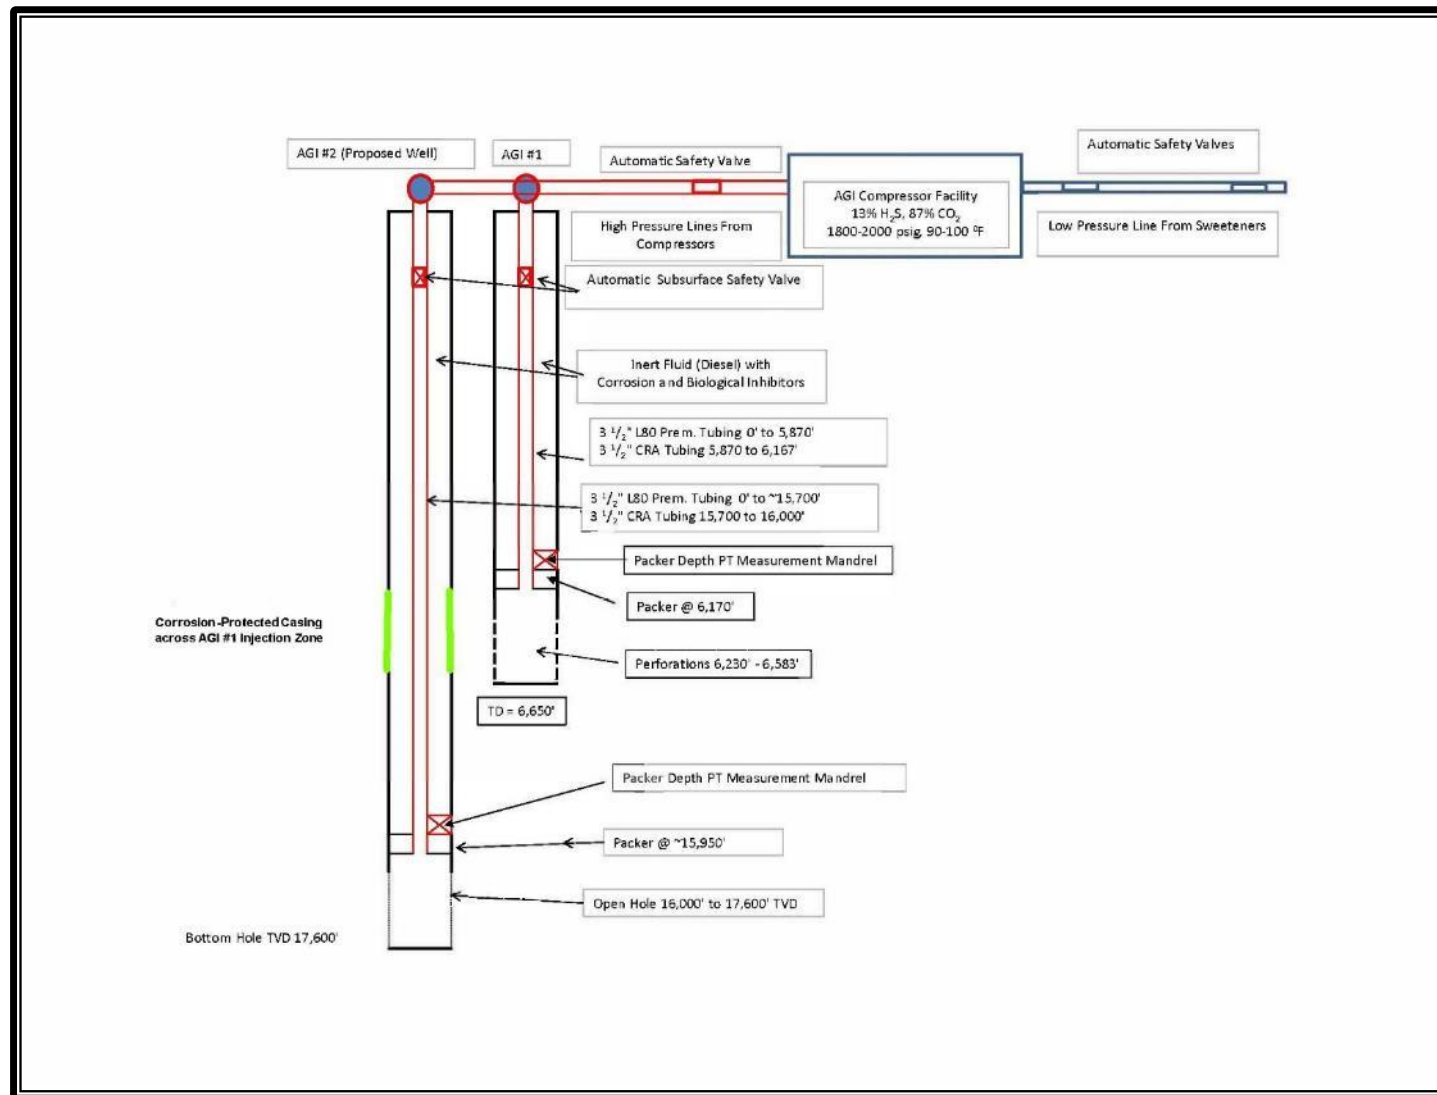 AGI #2 (Proposed Well)
AGI #1
Automatic Safety Valve
Automatic Safety Valves
AGI Compressor Facility
13% H₂S, 87% CO₂
1800-2000 psig, 90-100 ⁰F
High Pressure Lines From
Compressors
Low Pressure Line From Sweeteners
Automatic Subsurface Safety Valve
Inert Fluid (Diesel) with
Corrosion and Biological Inhibitors
3 ¹/₂" L80 Prem. Tubing 0' to 5,870'
3 ¹/₂" CRA Tubing 5,870 to 6,167'
3 ¹/₂" L80 Prem. Tubing 0' to ~15,700'
3 ¹/₂" CRA Tubing 15,700 to 16,000'
Packer Depth PT Measurement Mandrel
Packer @ 6,170'
Corrosion-Protected Casing
across AGI #1 Injection Zone
Perforations 6,230' - 6,583'
TD = 6,650'
Packer Depth PT Measurement Mandrel
Packer @ ~15,950'
Open Hole 16,000' to 17,600' TVD
Bottom Hole TVD 17,600'